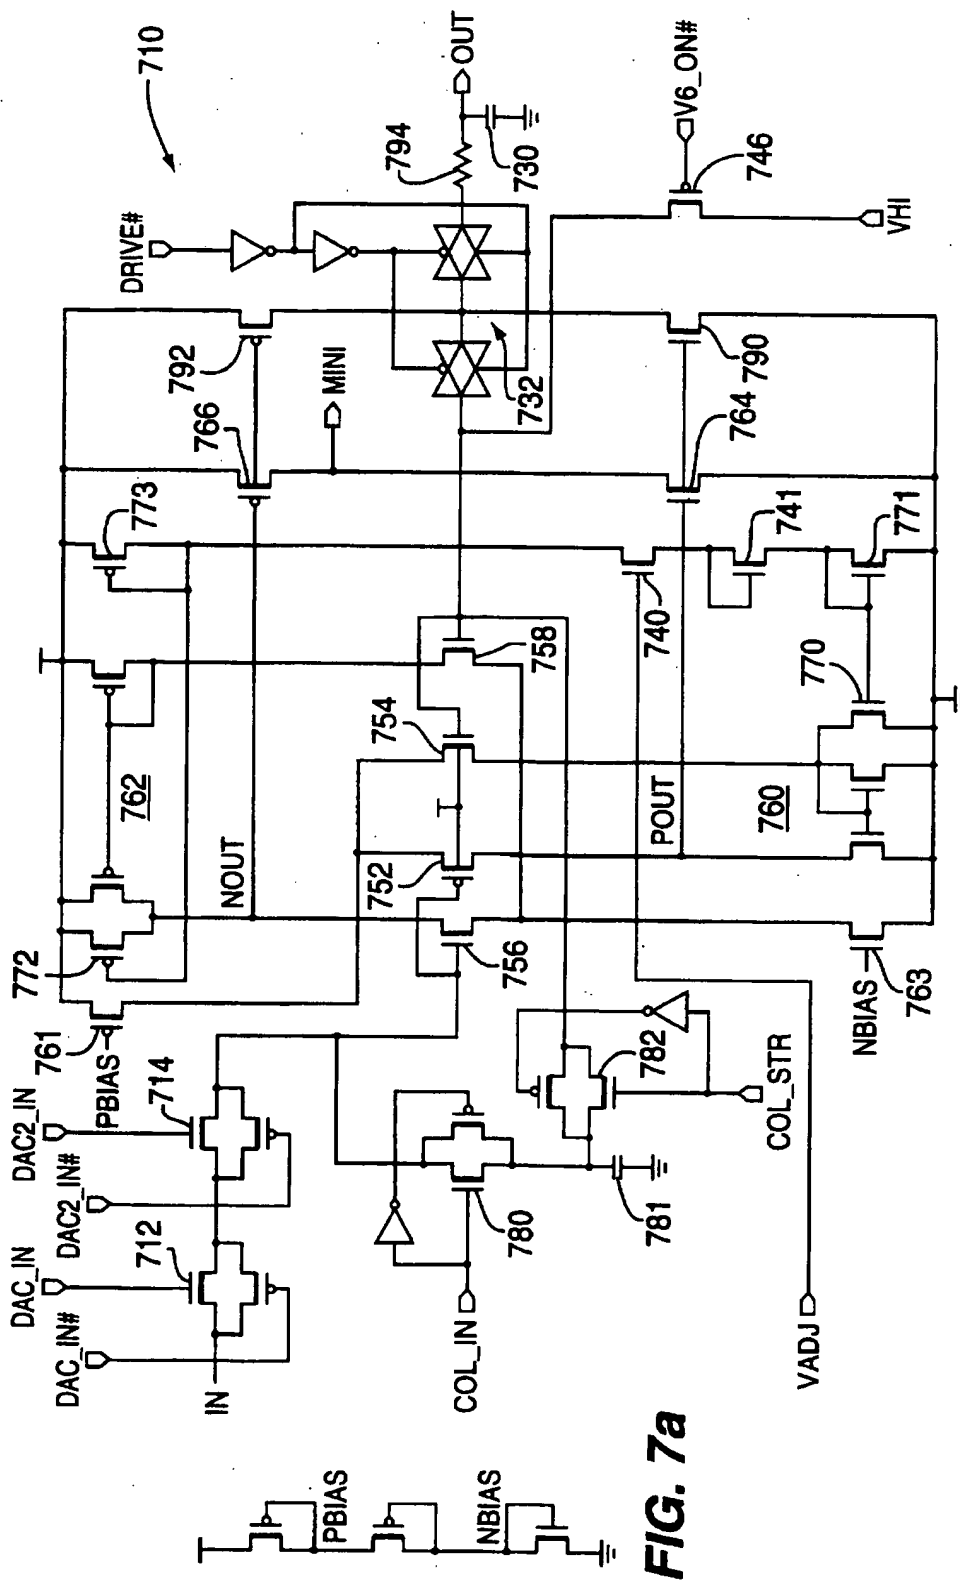 710
DRIVE#
OUT
794
730
V6_ON#
746
VHI
792
766
MINI
732
790
764
773
741
771
740
770
758
754
762
760
POUT
NOUT
752
756
772
761
PBIAS
NBIAS
763
DAC2_IN
714
DAC2_IN#
DAC_IN
712
DAC_IN#
IN
782
COL_STR
780
781
COL_IN
VADJ
PBIAS
NBIAS
FIG. 7a